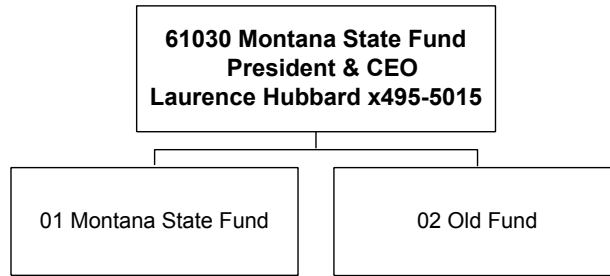 61030 Montana State Fund
President & CEO
Laurence Hubbard x495-5015
01 Montana State Fund
02 Old Fund